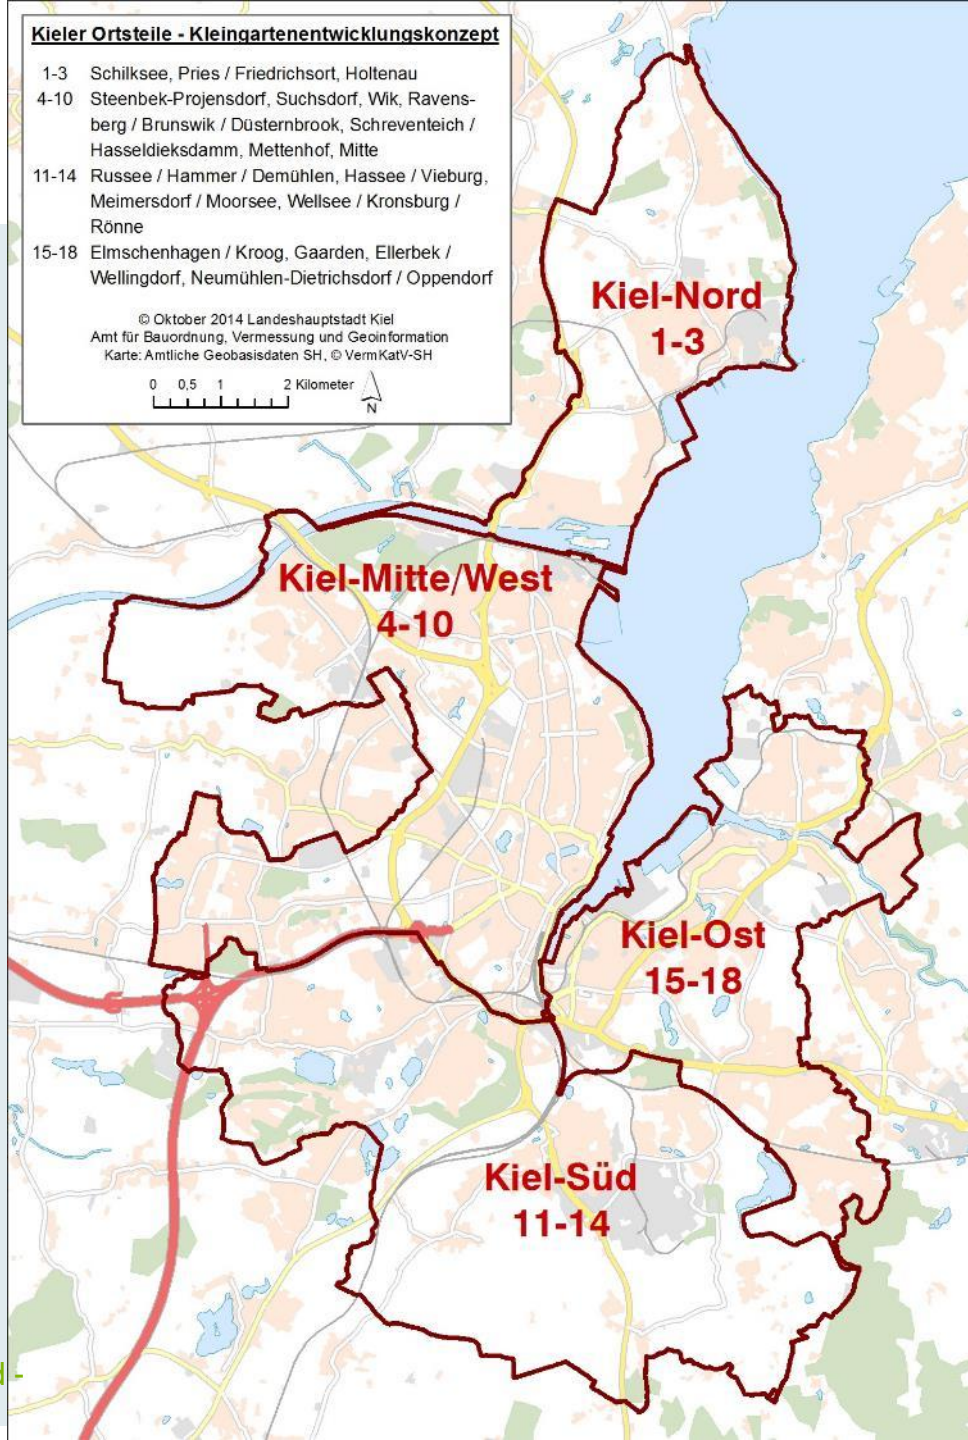 Kieler Ortsteile - Kleingartenentwicklungskonzept
1-3 Schilksee, Pries / Friedrichsort, Holtenau
4-10 Steenbek-Projensdorf, Suchsdorf, Wik, Ravens-
berg / Brunswik / Düsternbrook, Schreventeich /
Hasseldieksdamm, Mettenhof, Mitte
11-14 Russee / Hammer / Demühlen, Hassee / Vieburg,
Meimersdorf / Moorsee, Wellsee / Kronsburg /
Rönne
15-18 Elmschenhagen / Kroog, Gaarden, Ellerbek /
Wellingdorf, Neumühlen-Dietrichsdorf / Oppendorf
© Oktober 2014 Landeshauptstadt Kiel
Amt für Bauordnung, Vermessung und Geoinformation
Karte: Amtliche Geobasisdaten SH, © VermKatV-SH
0 0,5 1 2 Kilometer
N
Kiel-Nord
1-3
Kiel-Mitte/West
4-10
Kiel-Ost
15-18
Kiel-Süd
11-14